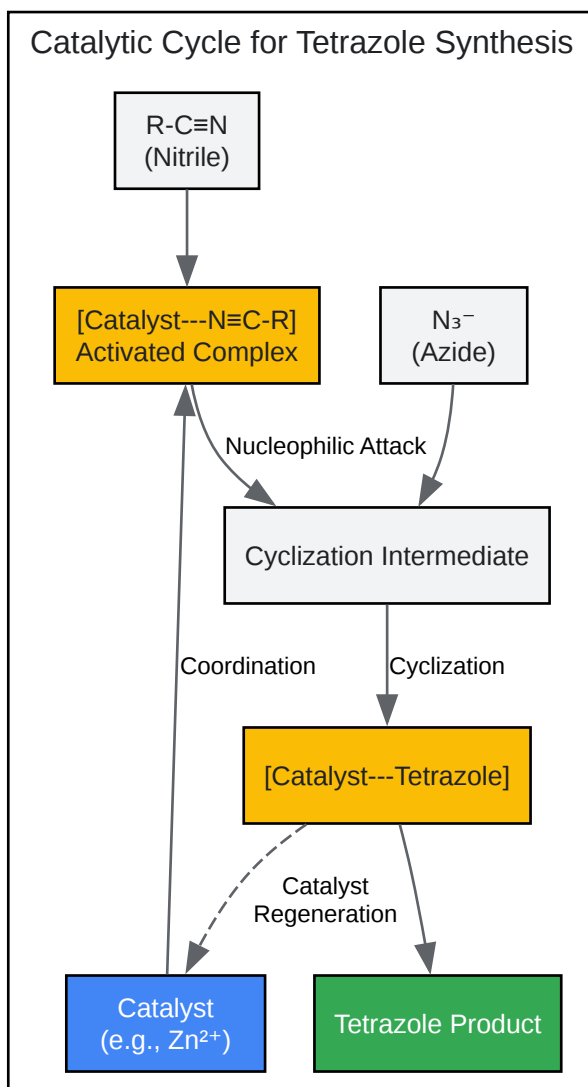 Catalytic Cycle for Tetrazole Synthesis
R-C≡N
(Nitrile)
[Catalyst---N≡C-R]
Activated Complex
N₃⁻
(Azide)
Nucleophilic Attack
Cyclization Intermediate
Coordination
Cyclization
[Catalyst---Tetrazole]
Catalyst
Regeneration
Catalyst
(e.g., Zn²⁺)
Tetrazole Product